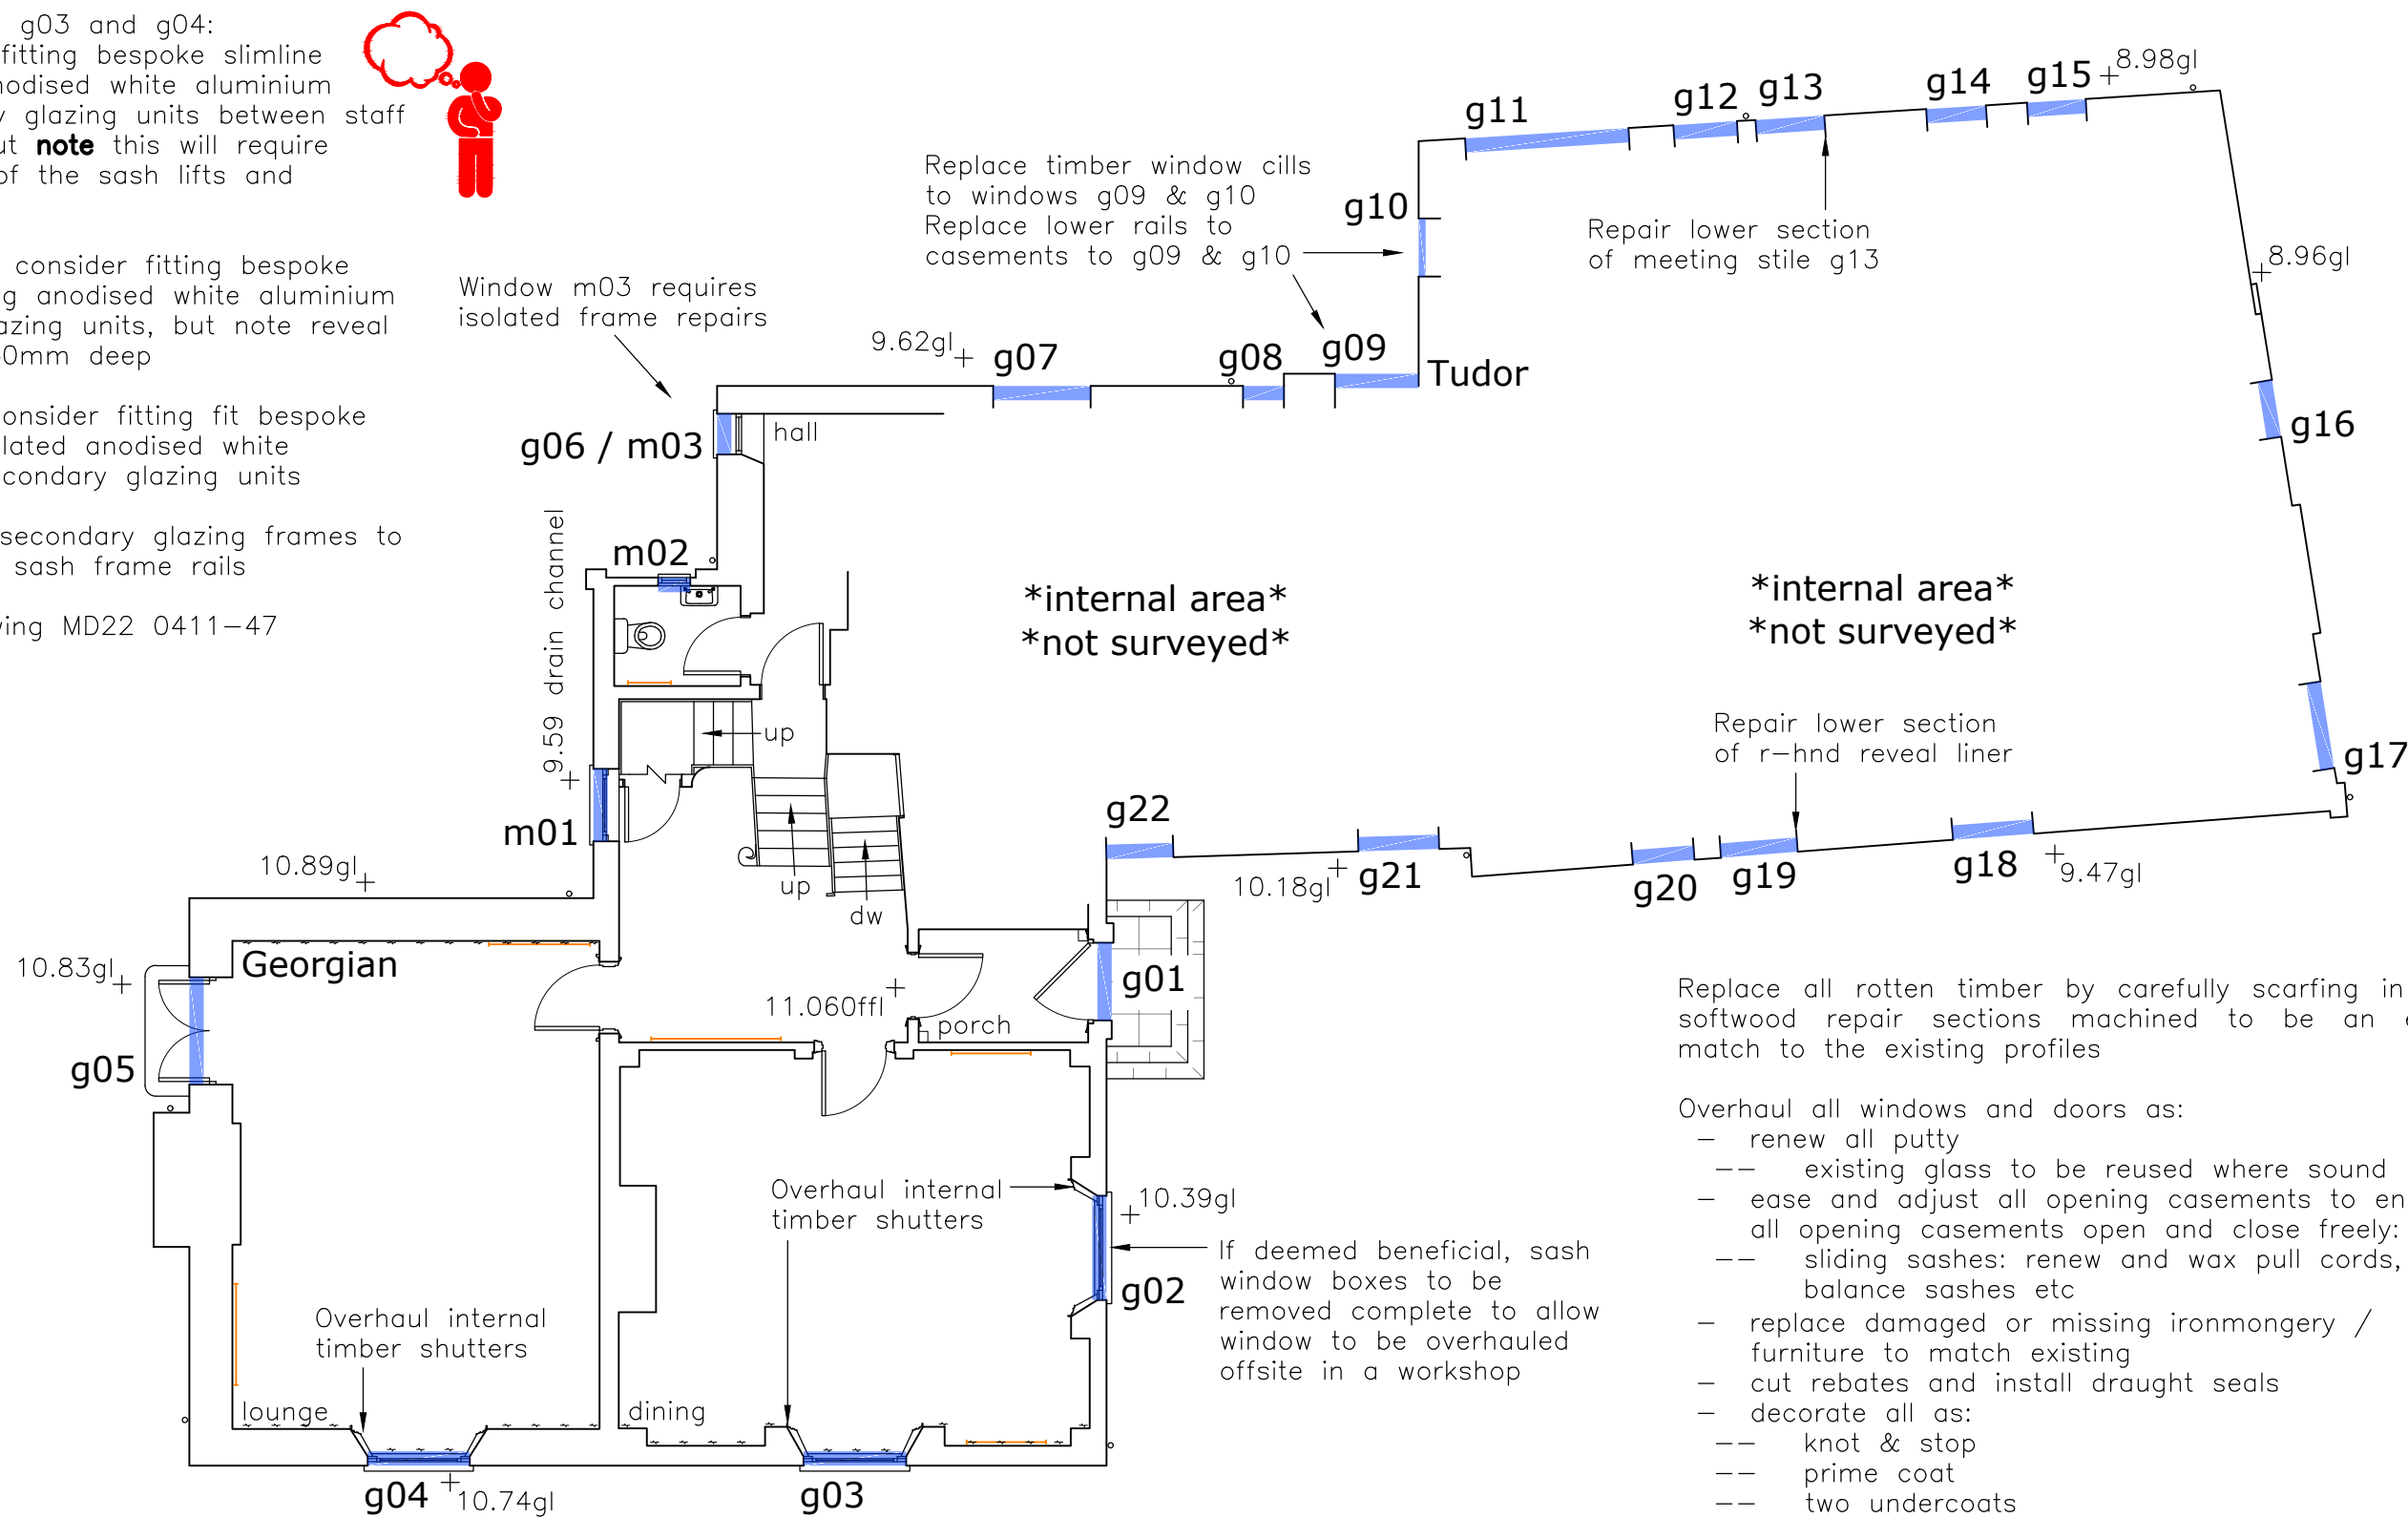 g03 and g04:
fitting bespoke slimline
nodised white aluminium
glazing units between staff
ut note this will require
of the sash lifts and
consider fitting bespoke
g anodised white aluminium
azing units, but note reveal
0mm deep
onsider fitting fit bespoke
lated anodised white
condary glazing units
secondary glazing frames to
sash frame rails
wing MD22 0411-47
Window m03 requires
isolated frame repairs
Replace timber window cills
to windows g09 & g10
Replace lower rails to
casements to g09 & g10
Repair lower section
of meeting stile g13
g10
g11
g12
g13
g14
g15
8.98gl
8.96gl
9.62gl
g07
g08
g09
Tudor
g16
g06 / m03
hall
m02
9.59 drain channel
*internal area*
*not surveyed*
*internal area*
*not surveyed*
up
Repair lower section
of r-hnd reveal liner
g17
m01
g22
up
dw
10.18gl
g21
g20
g19
g18
9.47gl
10.89gl
10.83gl
Georgian
g05
11.060ffl
porch
g01
Overhaul internal
timber shutters
10.39gl
g02
If deemed beneficial, sash
window boxes to be
removed complete to allow
window to be overhauled
offsite in a workshop
Overhaul internal
timber shutters
lounge
dining
g04
10.74gl
g03
Replace all rotten timber by carefully scarfing in
softwood repair sections machined to be an
match to the existing profiles
Overhaul all windows and doors as:
- renew all putty
-- existing glass to be reused where sound
- ease and adjust all opening casements to en
all opening casements open and close freely:
-- sliding sashes: renew and wax pull cords,
balance sashes etc
- replace damaged or missing ironmongery /
furniture to match existing
- cut rebates and install draught seals
- decorate all as:
-- knot & stop
-- prime coat
-- two undercoats